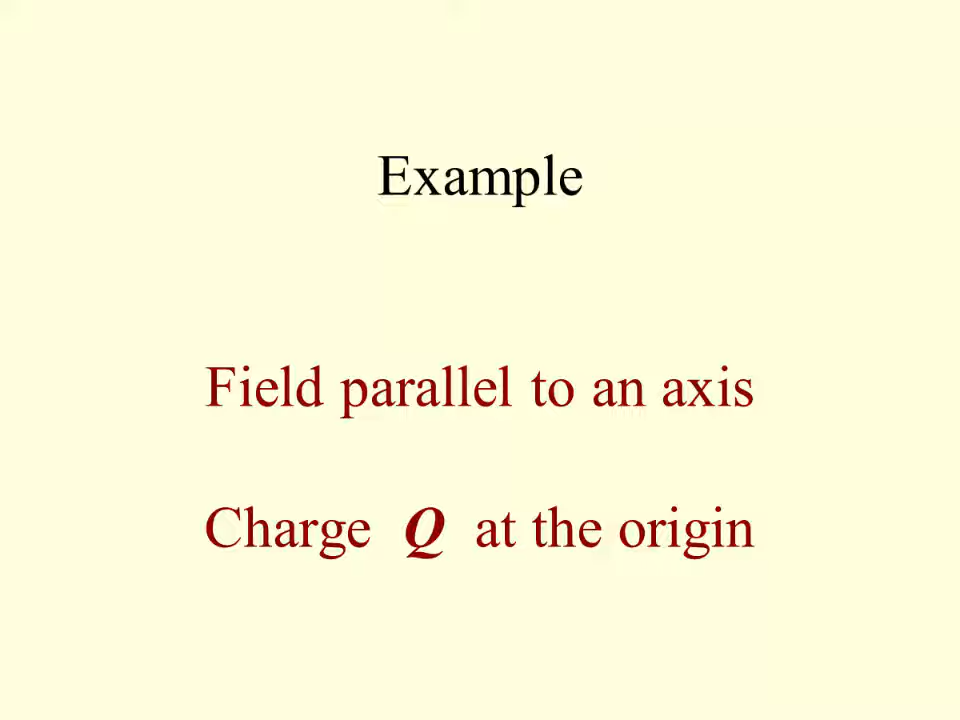 Example
Field parallel to an axis
Charge Q at the origin